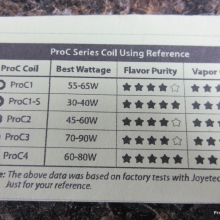 ProC Series Coil Using Reference
ProC Coil Best Wattage Flavor Purity Vapor
ProC1 55-65W ★★★★☆ ★★★
ProC1-S 30-40W ★★★★★ ★★★
ProC2 45-60W ★★★★☆ ★★★
ProC3 70-90W ★★★★ ★★★
ProC4 60-80W ★★★★★ ★★★
The above data was based on factory tests with Joyetec
Just for your reference.